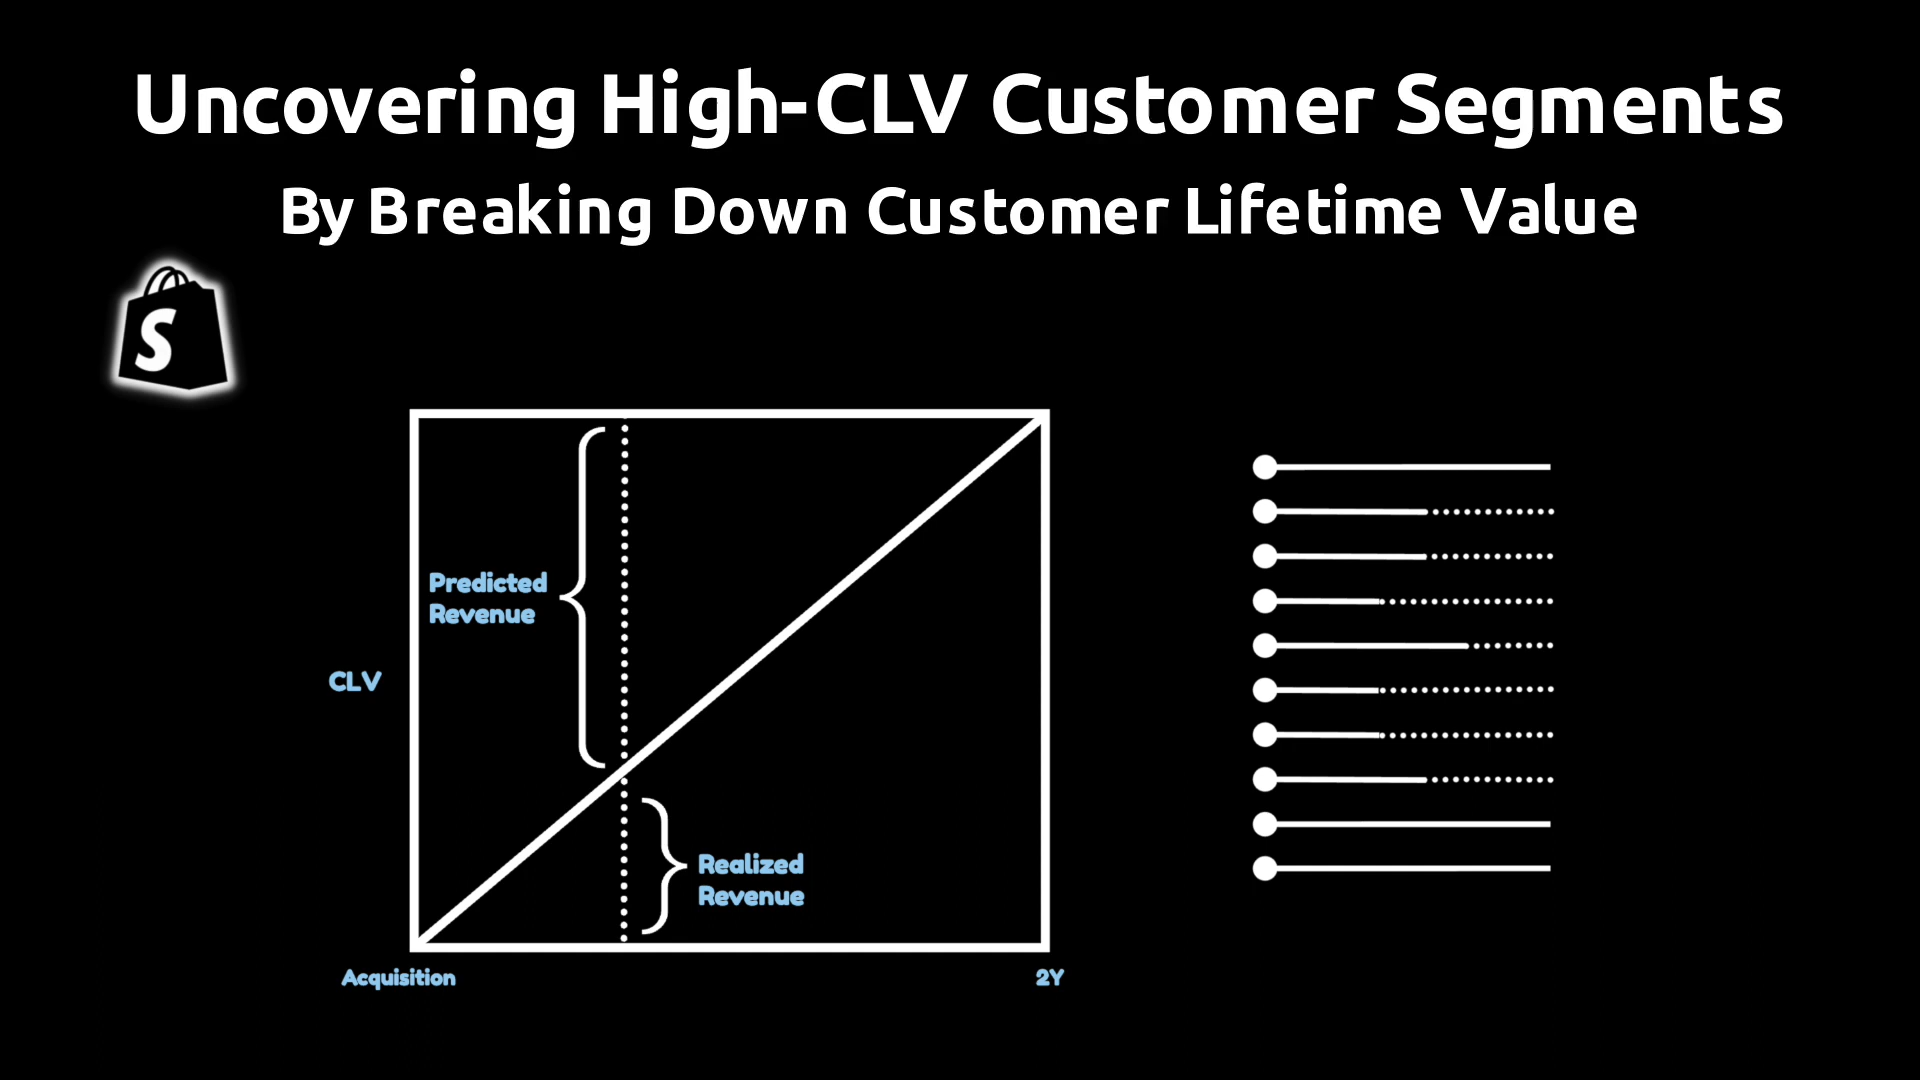 Uncovering High-CLV Customer Segments
By Breaking Down Customer Lifetime Value
S
Predicted
Revenue
CLV
Realized
Revenue
Acquisition
2Y